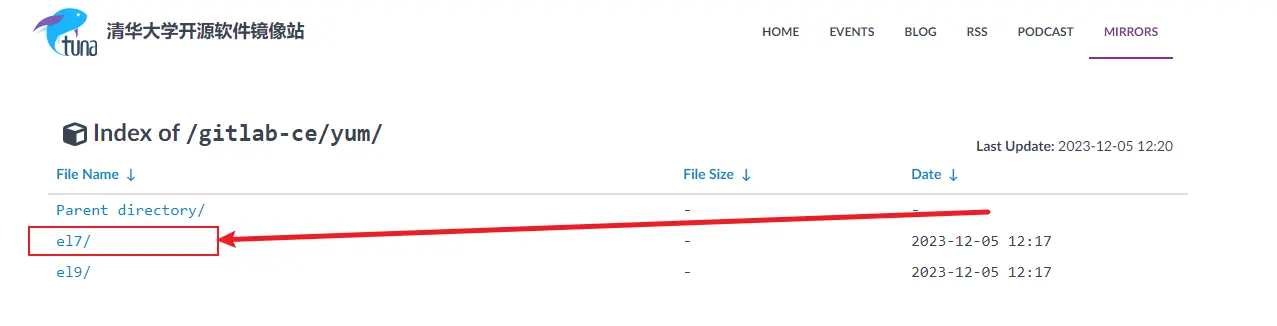 tuna 清华大学开源软件镜像站 HOME EVENTS BLOG RSS PODCAST MIRRORS
Index of /gitlab-ce/yum/
Last Update: 2023-12-05 12:20
File Name ↓ File Size ↓ Date ↓
Parent directory/ - -
el7/ - 2023-12-05 12:17
el9/ - 2023-12-05 12:17